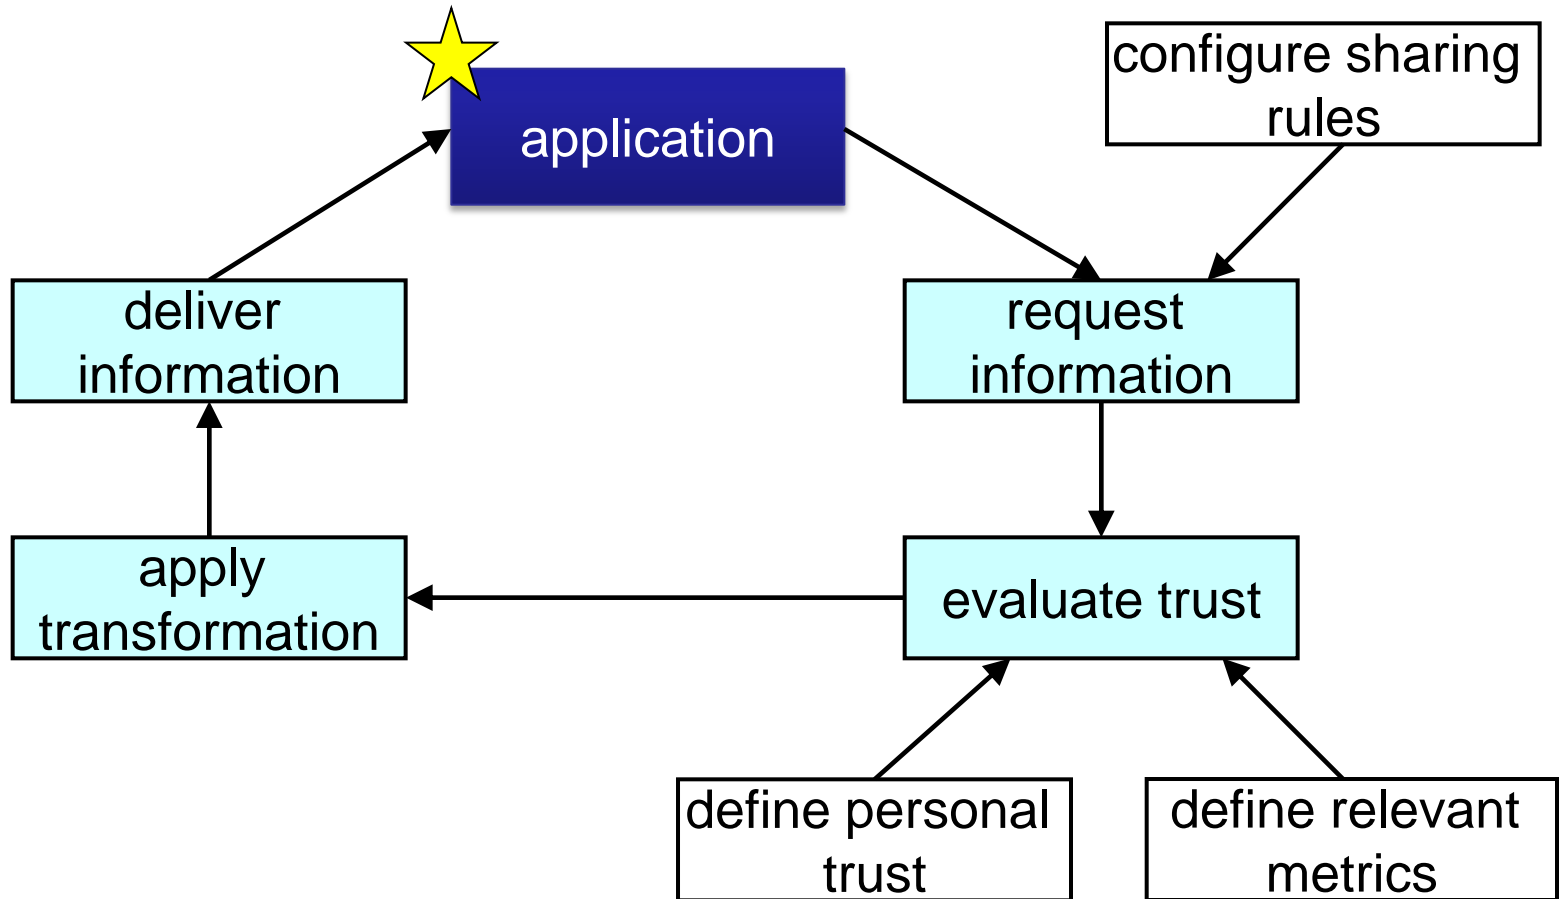 configure sharing
rules
application
deliver
information
request
information
apply
transformation
evaluate trust
define personal
trust
define relevant
metrics